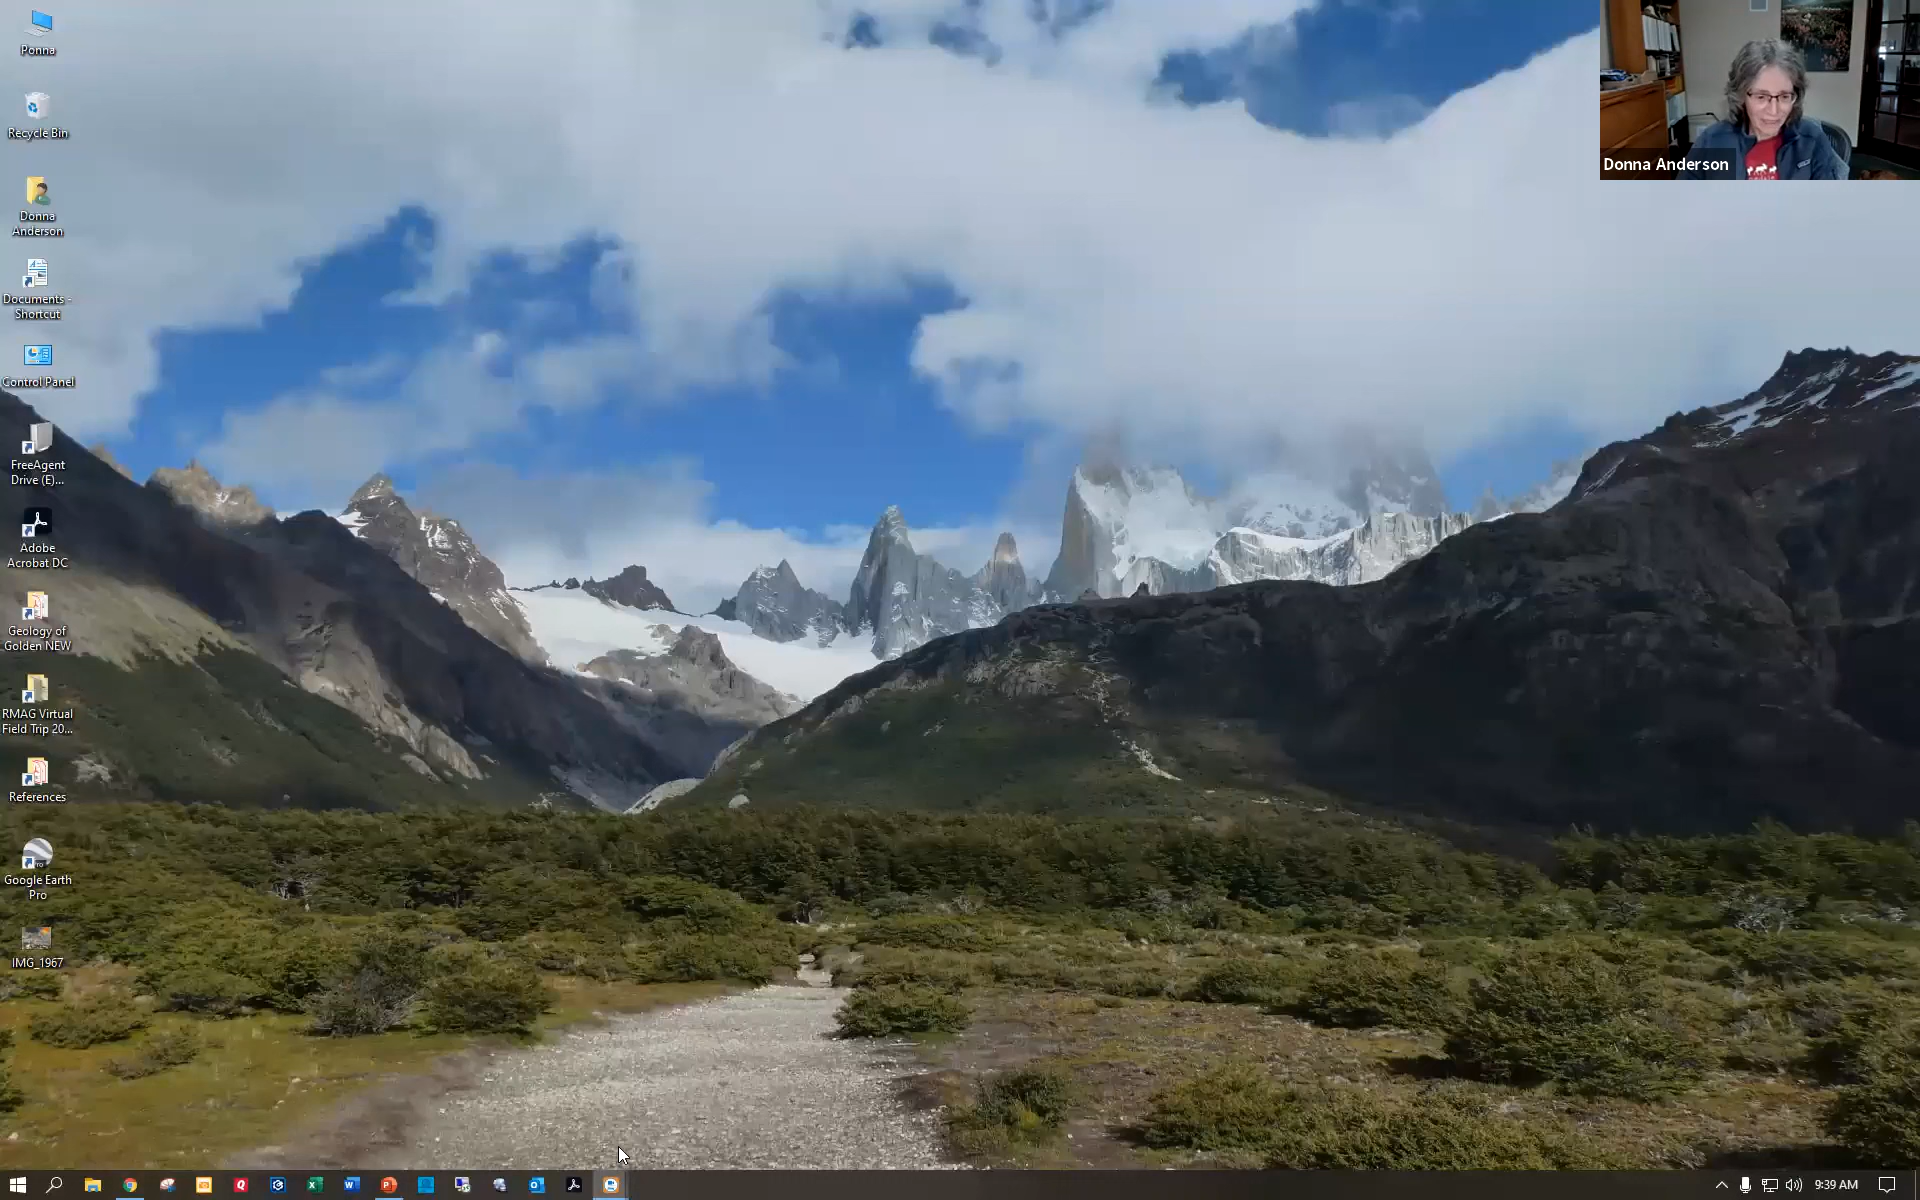 Ponna
Recycle Bin
Donna
Anderson
Documents -
Shortcut
Control Panel
FreeAgent
Drive (E)...
Adobe
Acrobat DC
Geology of
Golden NEW
RMAG Virtual
Field Trip 20...
References
Google Earth
Pro
IMG_1967
Donna Anderson
9:39 AM